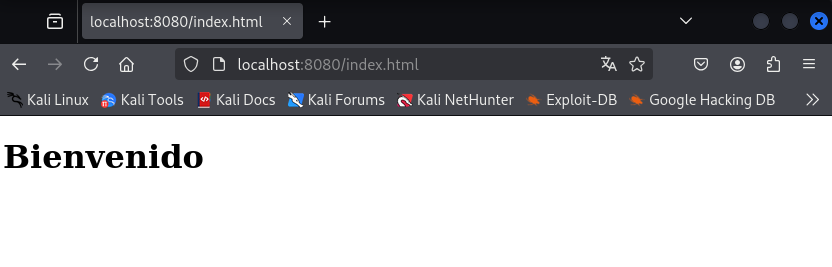 localhost:8080/index.html
localhost:8080/index.html
Kali Linux Kali Tools Kali Docs Kali Forums Kali NetHunter Exploit-DB Google Hacking DB
Bienvenido